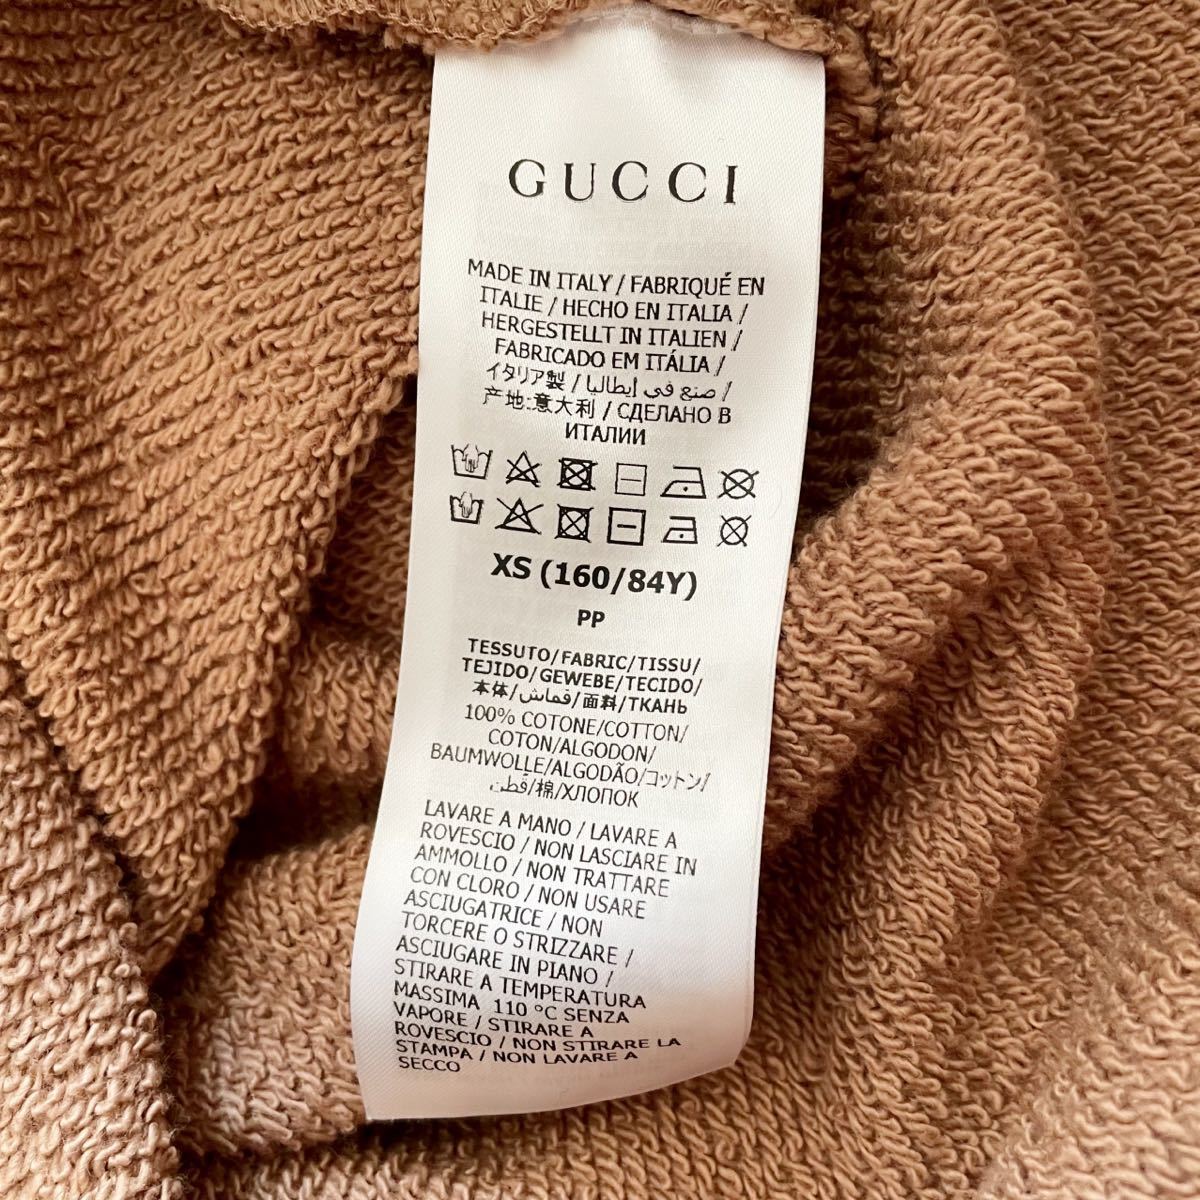 GUCCI
MADE IN ITALY / FABRIQUÉ EN
ITALIE / HECHO EN ITALIA /
HERGESTELLT IN ITALIEN /
FABRICADO EM ITÁLIA /
イタリア製 / صنع في إيطاليا /
产地:意大利 / СДЕЛАНО В
ИТАЛИИ
XS (160/84Y)
PP
TESSUTO/FABRIC/TISSU/
TEJIDO/GEWEBE/TECIDO/
本体/قماش/面料/ТКАНЬ
100% COTONE/COTTON/
COTON/ALGODON/
BAUMWOLLE/ALGODÃO/コットン/
قطن/棉/ХЛОПОК
LAVARE A MANO / LAVARE A
ROVESCIO / NON LASCIARE IN
AMMOLLO / NON TRATTARE
CON CLORO / NON USARE
ASCIUGATRICE / NON
TORCERE O STRIZZARE /
ASCIUGARE IN PIANO /
STIRARE A TEMPERATURA
MASSIMA 110 °C SENZA
VAPORE / STIRARE A
ROVESCIO / NON STIRARE LA
STAMPA / NON LAVARE A
SECCO